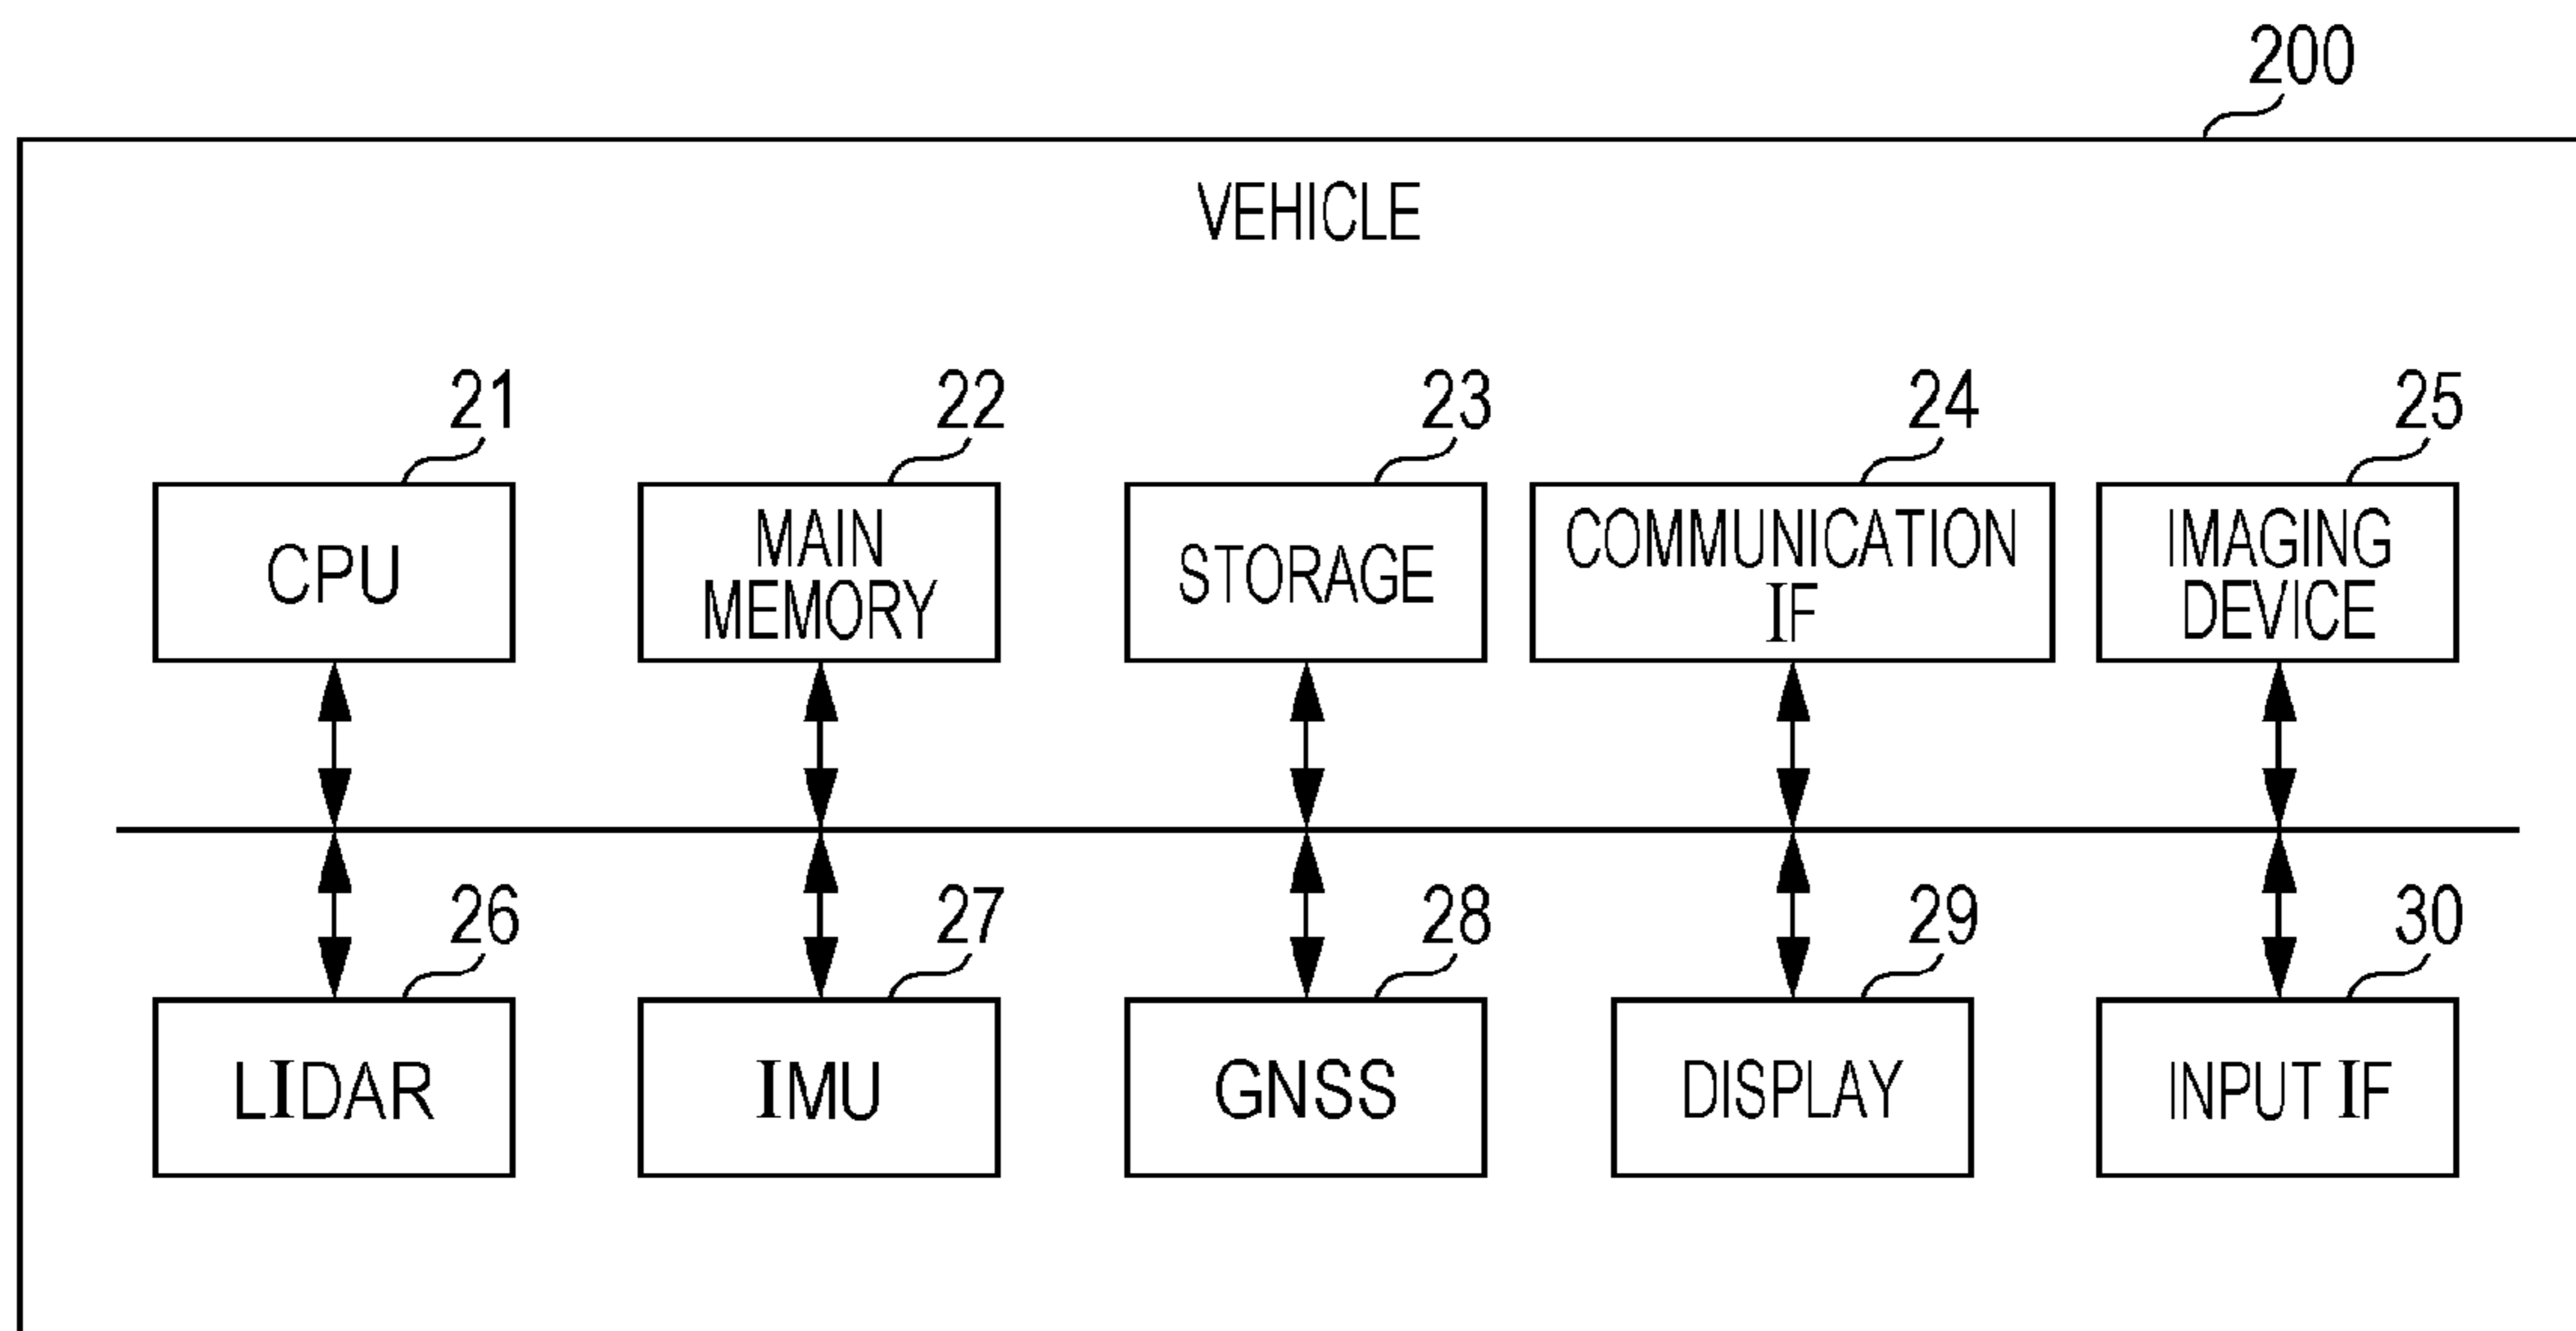 200
VEHICLE
21
22
23
24
25
CPU
MAIN
MEMORY
STORAGE
COMMUNICATION
IF
IMAGING
DEVICE
26
27
28
29
30
LIDAR
IMU
GNSS
DISPLAY
INPUT IF